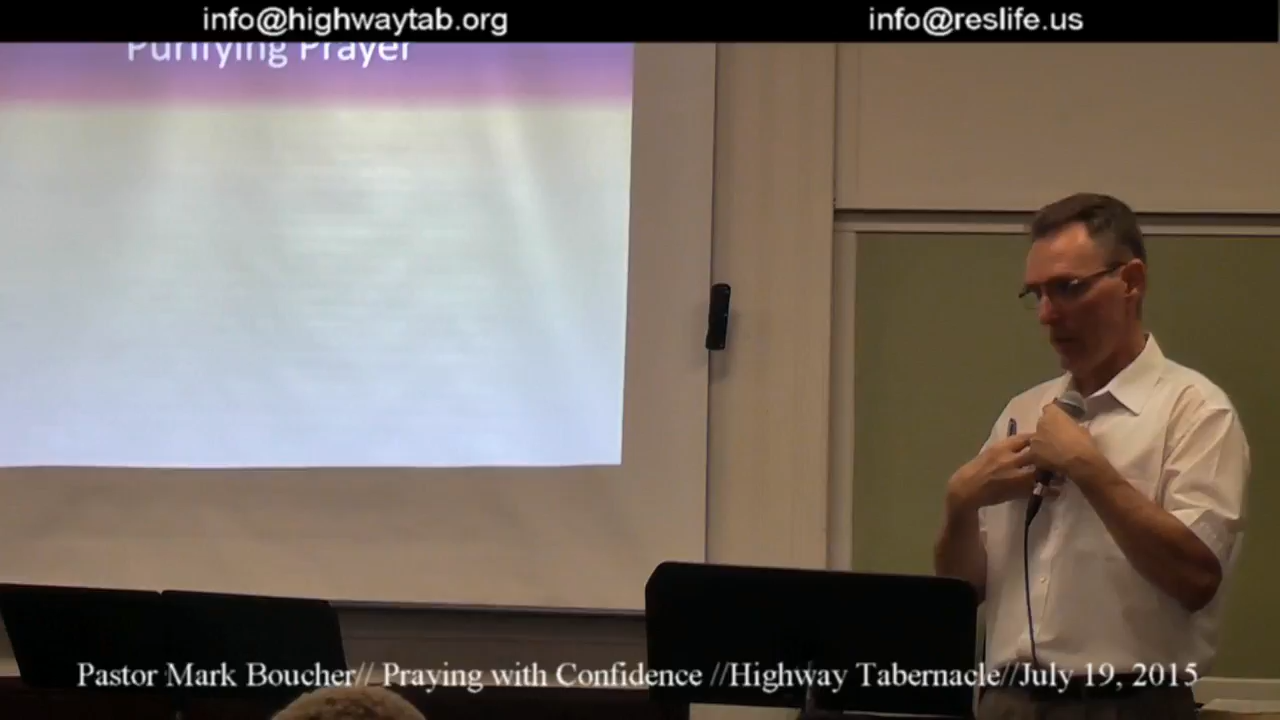 info@highwaytab.org info@reslife.us
Purifying Prayer
Pastor Mark Boucher// Praying with Confidence //Highway Tabernacle//July 19, 2015